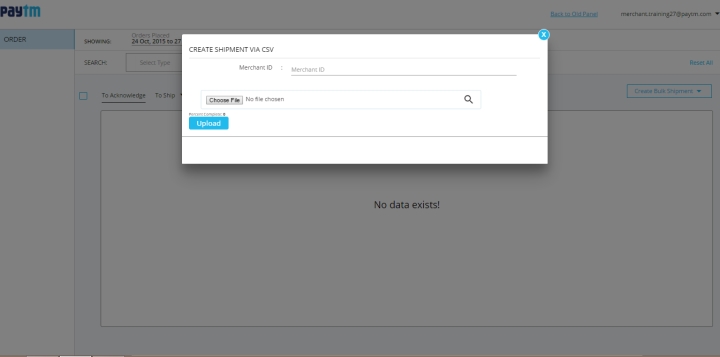 paytm
Back to Old Panel
merchant.training27@paytm.com
ORDER
SHOWING:
Orders Placed
24 Oct, 2015 to 27
SEARCH:
Select Type
Reset All
To Acknowledge
To Ship
Create Bulk Shipment
X
CREATE SHIPMENT VIA CSV
Merchant ID :
Merchant ID
Choose File No file chosen
Percent Complete: 0
Upload
No data exists!